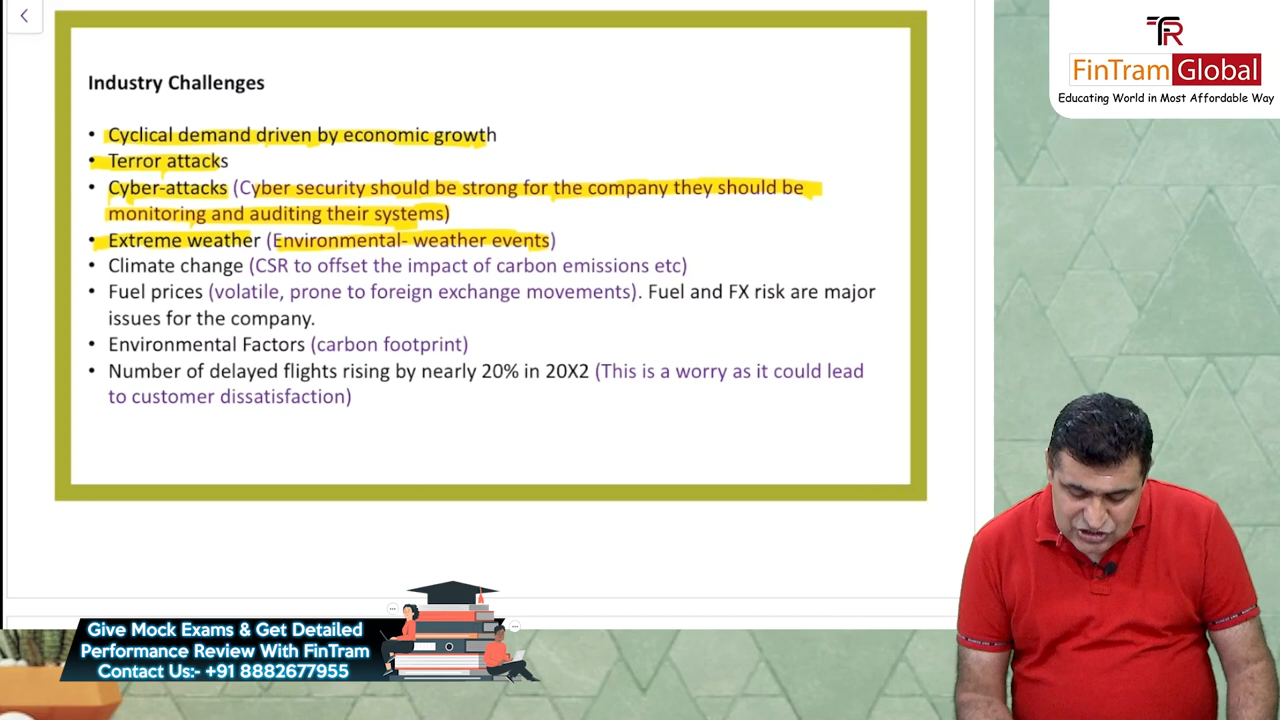 Industry Challenges
• Cyclical demand driven by economic growth
• Terror attacks
• Cyber-attacks (Cyber security should be strong for the company they should be
monitoring and auditing their systems)
• Extreme weather (Environmental- weather events)
• Climate change (CSR to offset the impact of carbon emissions etc)
• Fuel prices (volatile, prone to foreign exchange movements). Fuel and FX risk are major
issues for the company.
• Environmental Factors (carbon footprint)
• Number of delayed flights rising by nearly 20% in 20X2 (This is a worry as it could lead
to customer dissatisfaction)
FinTram Global
Educating World in Most Affordable Way
Give Mock Exams & Get Detailed
Performance Review With FinTram
Contact Us:- +91 8882677955